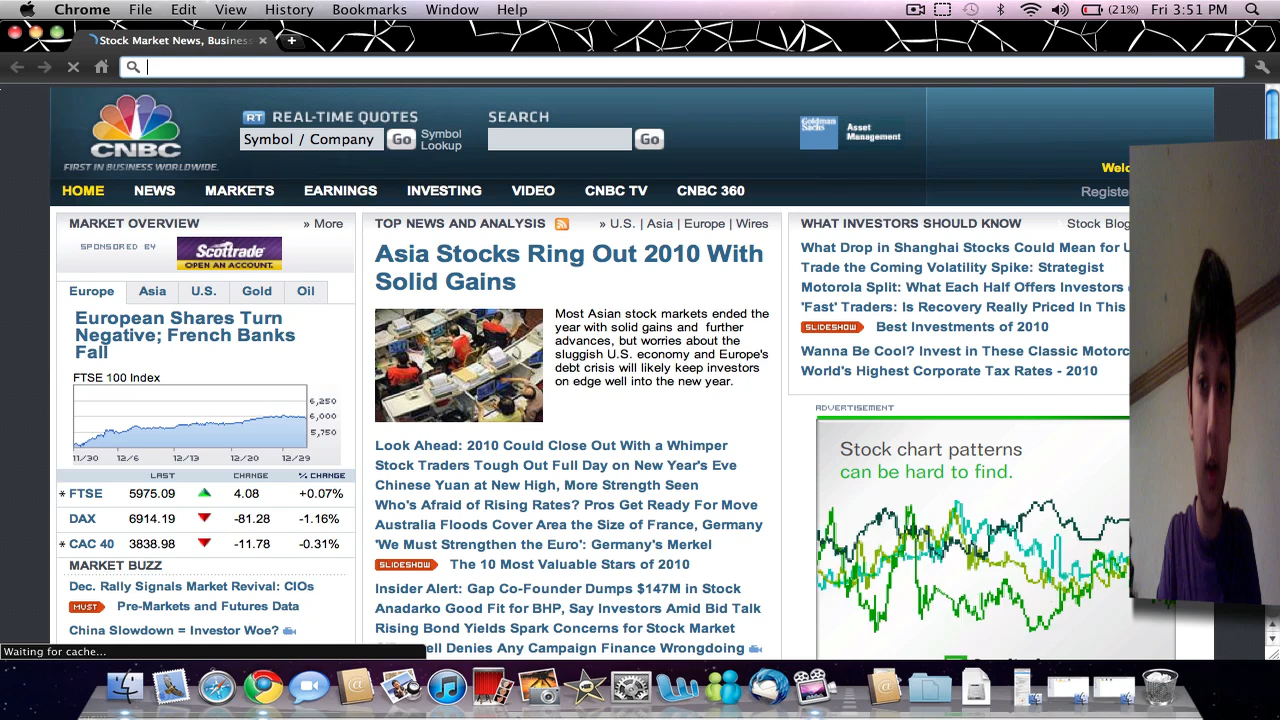 Chrome File Edit View History Bookmarks Window Help (21%) Fri 3:51 PM
Stock Market News, Busines
CNBC
FIRST IN BUSINESS WORLDWIDE.
RT REAL-TIME QUOTES
Symbol / Company Go Symbol Lookup
SEARCH
Go
Goldman Sachs Asset Management
Welc
Registe
HOME NEWS MARKETS EARNINGS INVESTING VIDEO CNBC TV CNBC 360
MARKET OVERVIEW » More
SPONSORED BY Scottrade
OPEN AN ACCOUNT.
Europe Asia U.S. Gold Oil
European Shares Turn
Negative; French Banks
Fall
FTSE 100 Index
6,250
6,000
5,750
11/30 12/6 12/13 12/29
LAST CHANGE % CHANGE
* FTSE 5975.09 4.08 +0.07%
DAX 6914.19 -81.28 -1.16%
* CAC 40 3838.98 -11.78 -0.31%
MARKET BUZZ
Dec. Rally Signals Market Revival: CIOs
MUST Pre-Markets and Futures Data
China Slowdown = Investor Woe?
Waiting for cache...
TOP NEWS AND ANALYSIS » U.S. | Asia | Europe | Wires
Asia Stocks Ring Out 2010 With
Solid Gains
Most Asian stock markets ended the
year with solid gains and further
advances, but worries about the
sluggish U.S. economy and Europe's
debt crisis will likely keep investors
on edge well into the new year.
Look Ahead: 2010 Could Close Out With a Whimper
Stock Traders Tough Out Full Day on New Year's Eve
Chinese Yuan at New High, More Strength Seen
Who's Afraid of Rising Rates? Pros Get Ready For Move
Australia Floods Cover Area the Size of France, Germany
'We Must Strengthen the Euro': Germany's Merkel
SLIDESHOW The 10 Most Valuable Stars of 2010
Insider Alert: Gap Co-Founder Dumps $147M in Stock
Anadarko Good Fit for BHP, Say Investors Amid Bid Talk
Rising Bond Yields Spark Concerns for Stock Market
ell Denies Any Campaign Finance Wrongdoing
WHAT INVESTORS SHOULD KNOW Stock Blog
What Drop in Shanghai Stocks Could Mean for U
Trade the Coming Volatility Spike: Strategist
Motorola Split: What Each Half Offers Investors
'Fast' Traders: Is Recovery Really Priced In This
SLIDESHOW Best Investments of 2010
Wanna Be Cool? Invest in These Classic Motorc
World's Highest Corporate Tax Rates - 2010
ADVERTISEMENT
Stock chart patterns
can be hard to find.